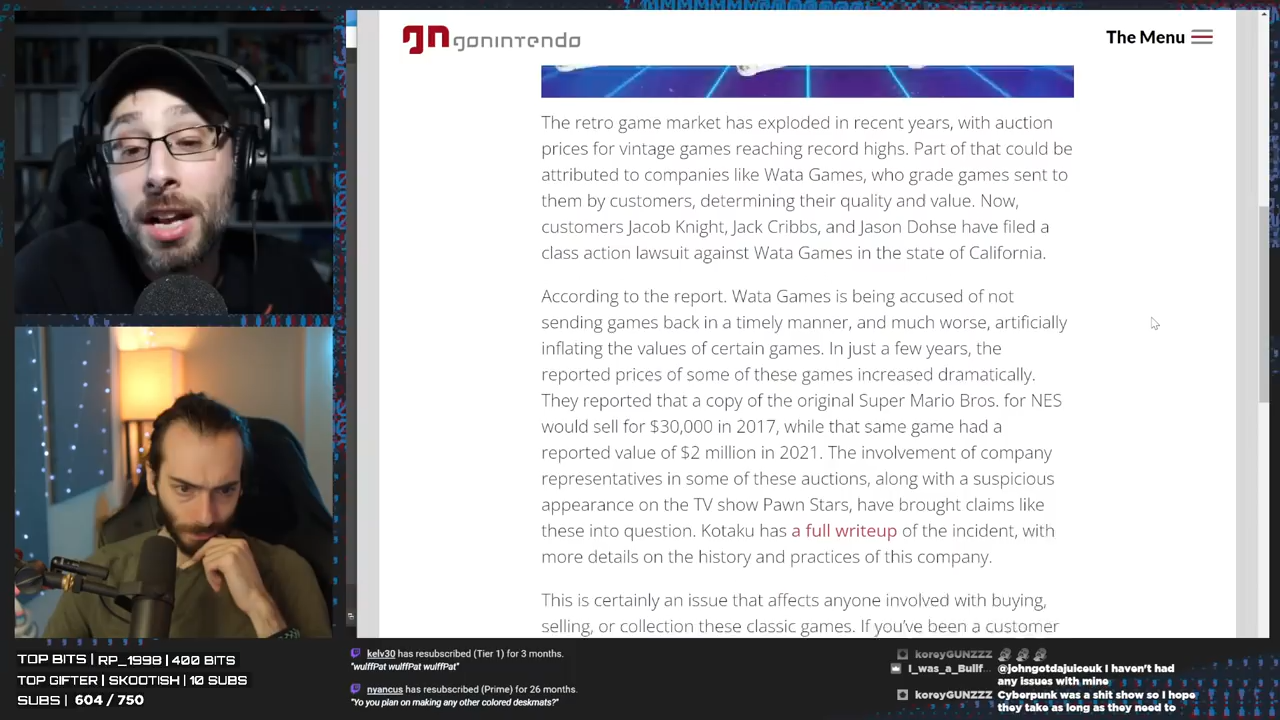 gn gonintendo
The Menu
The retro game market has exploded in recent years, with auction
prices for vintage games reaching record highs. Part of that could be
attributed to companies like Wata Games, who grade games sent to
them by customers, determining their quality and value. Now,
customers Jacob Knight, Jack Cribbs, and Jason Dohse have filed a
class action lawsuit against Wata Games in the state of California.
According to the report. Wata Games is being accused of not
sending games back in a timely manner, and much worse, artificially
inflating the values of certain games. In just a few years, the
reported prices of some of these games increased dramatically.
They reported that a copy of the original Super Mario Bros. for NES
would sell for $30,000 in 2017, while that same game had a
reported value of $2 million in 2021. The involvement of company
representatives in some of these auctions, along with a suspicious
appearance on the TV show Pawn Stars, have brought claims like
these into question. Kotaku has a full writeup of the incident, with
more details on the history and practices of this company.
This is certainly an issue that affects anyone involved with buying,
selling, or collection these classic games. If you've been a customer
TOP BITS | RP_1998 | 400 BITS
TOP GIFTER | SKOOTISH | 10 SUBS
SUBS | 604 / 750
kelv30 has resubscribed (Tier 1) for 3 months.
"wulffPat wulffPat wulffPat"
nyancus has resubscribed (Prime) for 26 months.
"Yo you plan on making any other colored deskmats?"
koreyGUNZZZ
I_was_a_Bullf… @johngotdajuiceuk I haven't had
any issues with mine
koreyGUNZZZ Cyberpunk was a shit show so I hope
they take as long as they need to